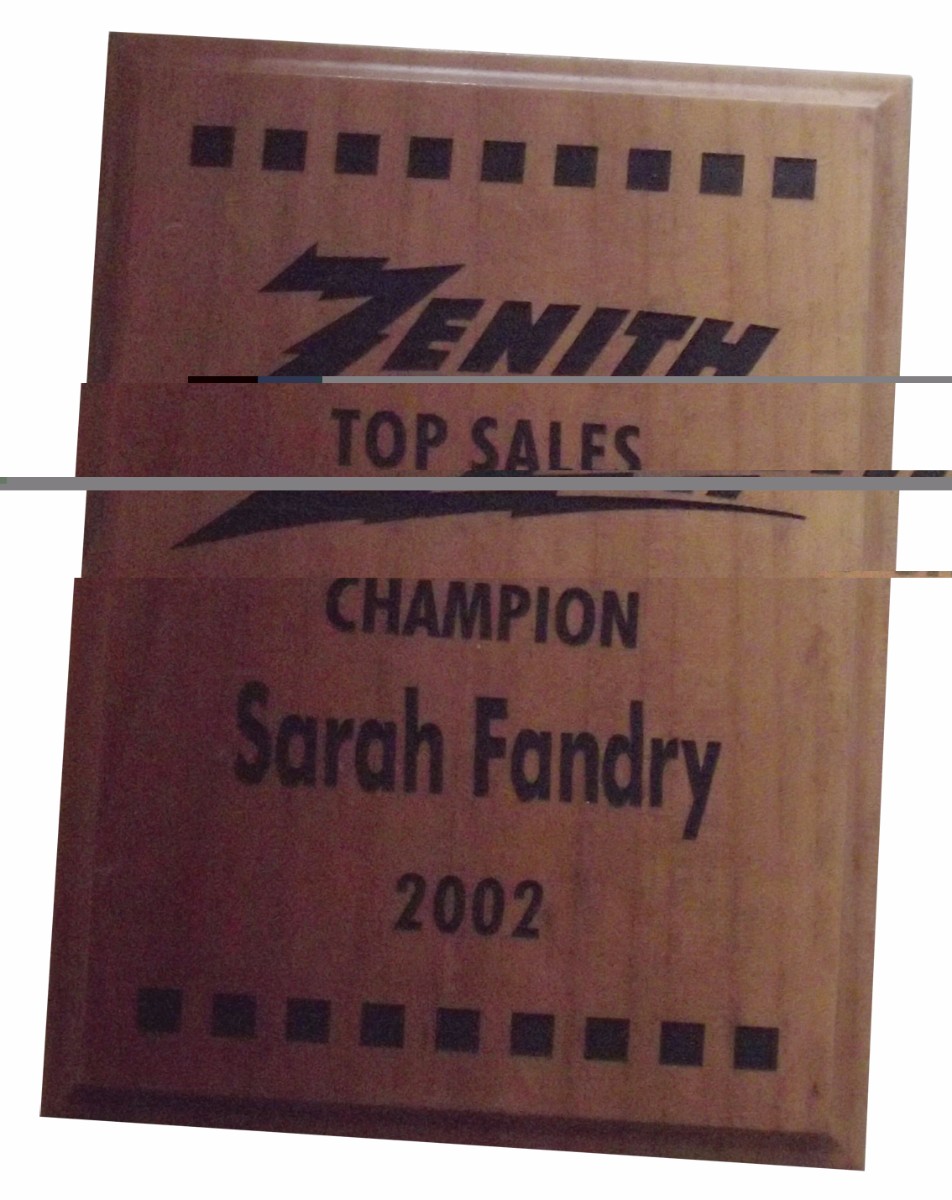 ZENITH
TOP SALES
CHAMPION
Sarah Fandry
2002